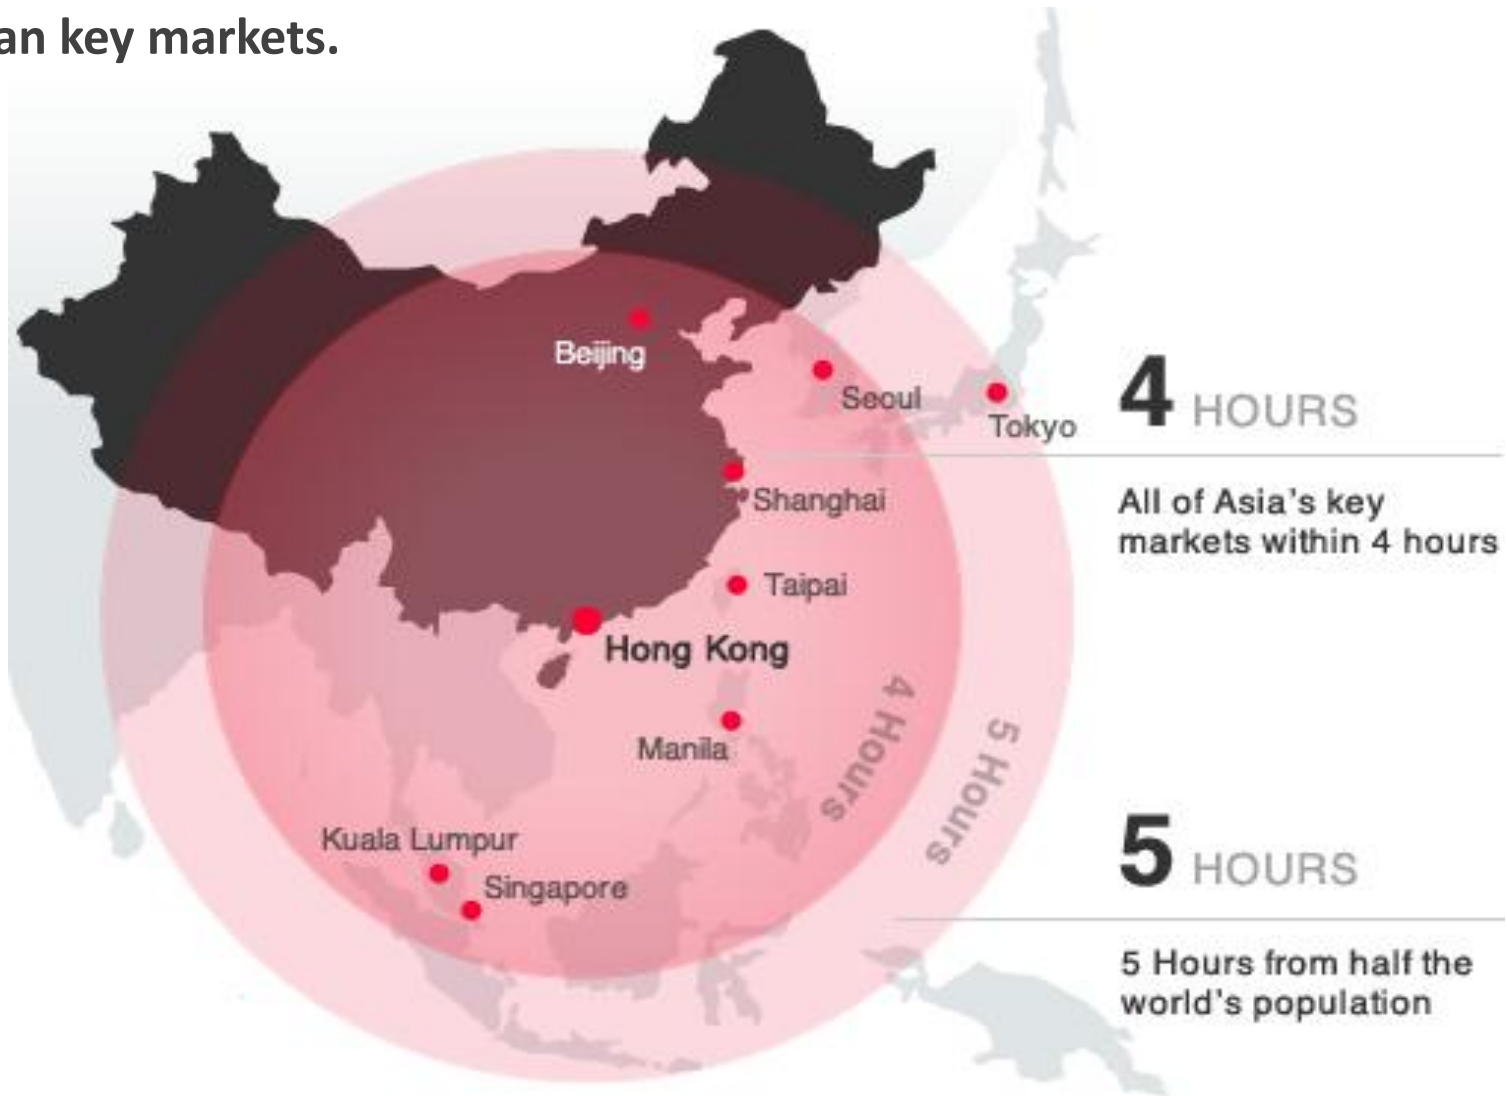 an key markets.
Beijing
Seoul
Tokyo
4 HOURS
Shanghai
All of Asia's key
markets within 4 hours
Taipai
Hong Kong
Manila
4 Hours
5 Hours
Kuala Lumpur
Singapore
5 HOURS
5 Hours from half the
world's population